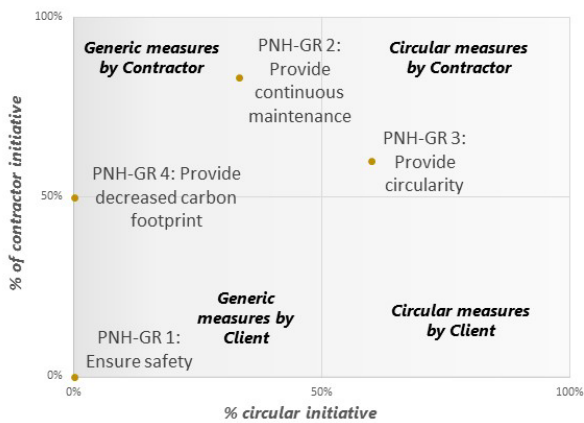 100%
Generic measures
by Contractor
PNH-GR 2:
Provide
continuous
maintenance
Circular measures
by Contractor
PNH-GR 3:
Provide
circularity
PNH-GR 4: Provide
decreased carbon
footprint
50%
% of contractor initiative
Generic
measures by
Client
Circular measures
by Client
PNH-GR 1:
Ensure safety
0%
0%
50%
100%
% circular initiative